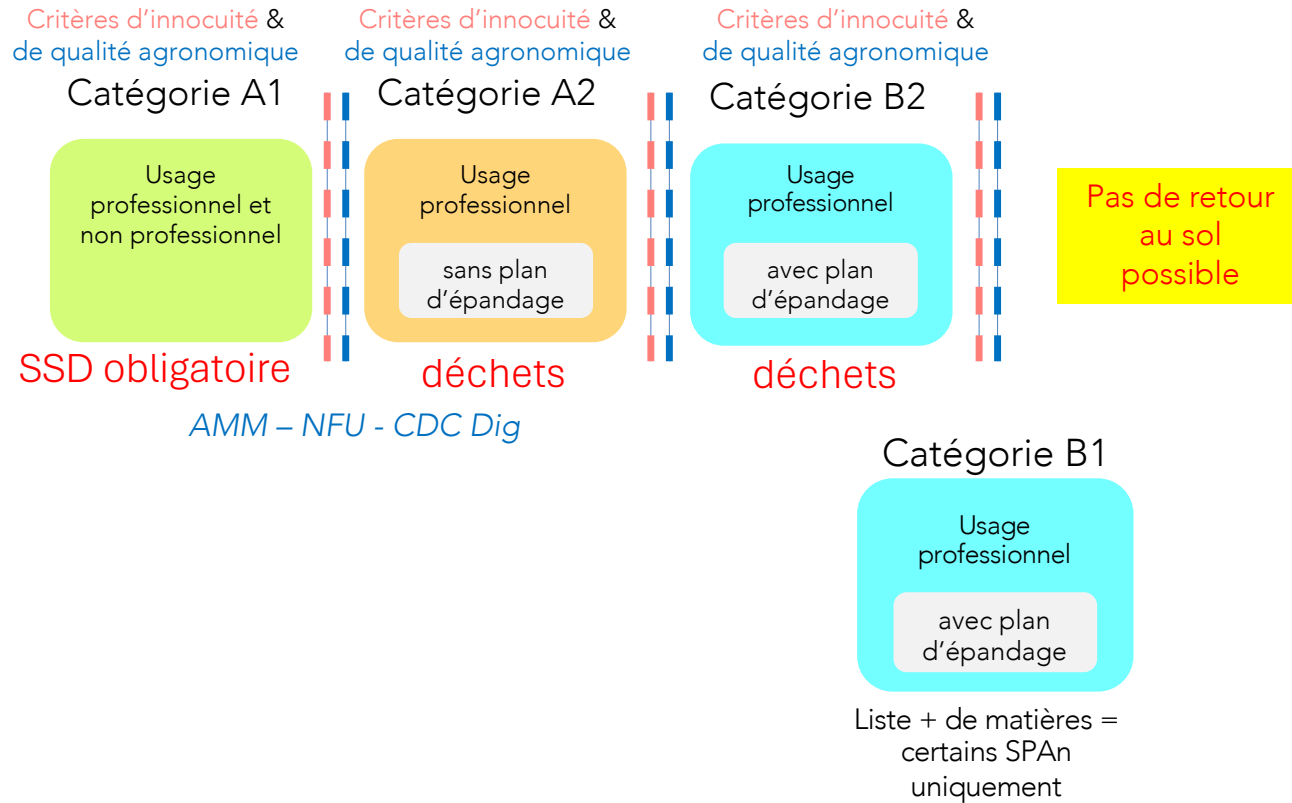 Critères d'innocuité &
de qualité agronomique
Catégorie A1
Usage
professionnel et
non professionnel
SSD obligatoire
Critères d'innocuité &
de qualité agronomique
Catégorie A2
Usage
professionnel
sans plan
d'épandage
déchets
AMM – NFU - CDC Dig
Critères d'innocuité &
de qualité agronomique
Catégorie B2
Usage
professionnel
avec plan
d'épandage
déchets
Pas de retour
au sol
possible
Catégorie B1
Usage
professionnel
avec plan
d'épandage
Liste + de matières =
certains SPAn
uniquement